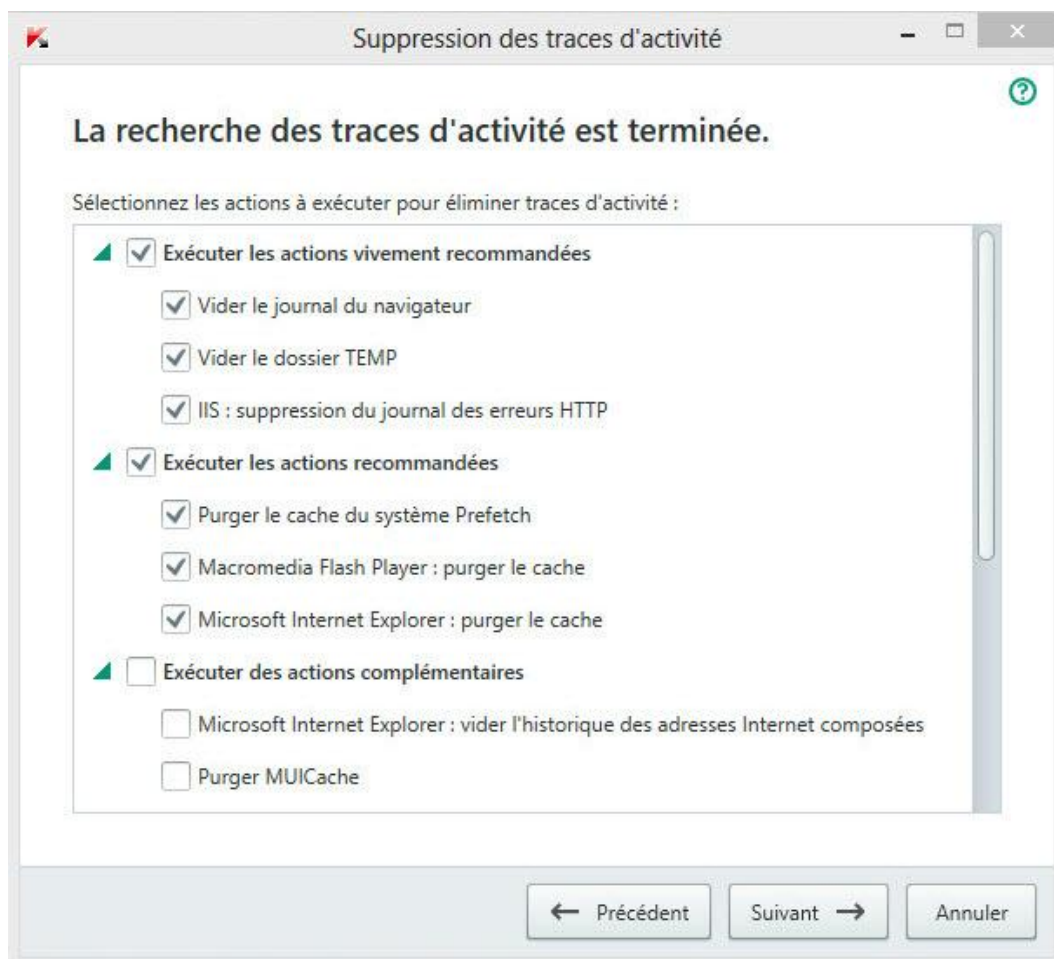 Suppression des traces d'activité
La recherche des traces d'activité est terminée.
Sélectionnez les actions à exécuter pour éliminer traces d'activité :
Exécuter les actions vivement recommandées
Vider le journal du navigateur
Vider le dossier TEMP
IIS : suppression du journal des erreurs HTTP
Exécuter les actions recommandées
Purger le cache du système Prefetch
Macromedia Flash Player : purger le cache
Microsoft Internet Explorer : purger le cache
Exécuter des actions complémentaires
Microsoft Internet Explorer : vider l'historique des adresses Internet composées
Purger MUICache
Précédent
Suivant
Annuler